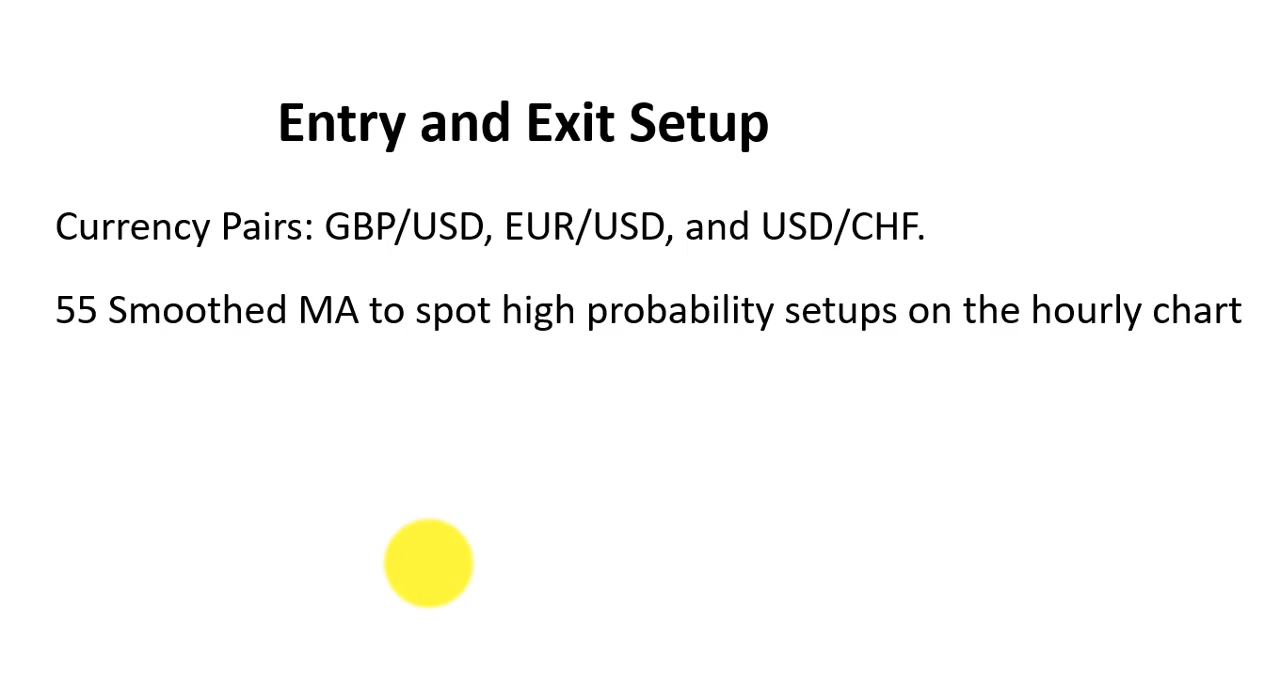 Entry and Exit Setup
Currency Pairs: GBP/USD, EUR/USD, and USD/CHF.
55 Smoothed MA to spot high probability setups on the hourly chart